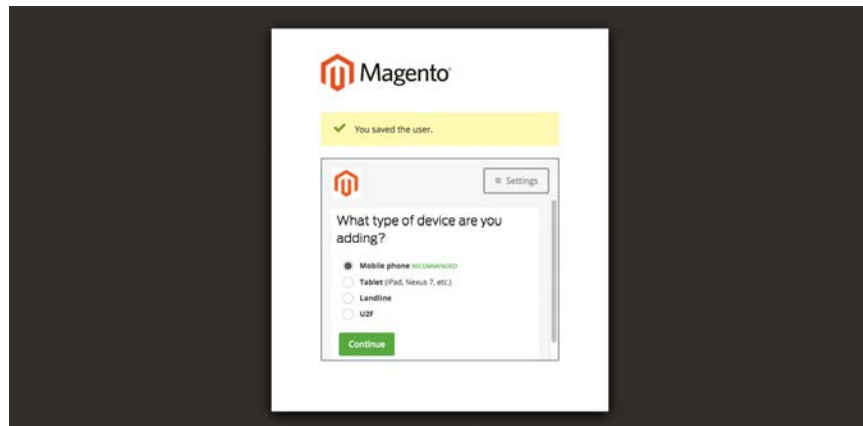 Magento
You saved the user.
Settings
What type of device are you
adding?
Mobile phone RECOMMENDED
Tablet (iPad, Nexus 7, etc.)
Landline
U2F
Continue